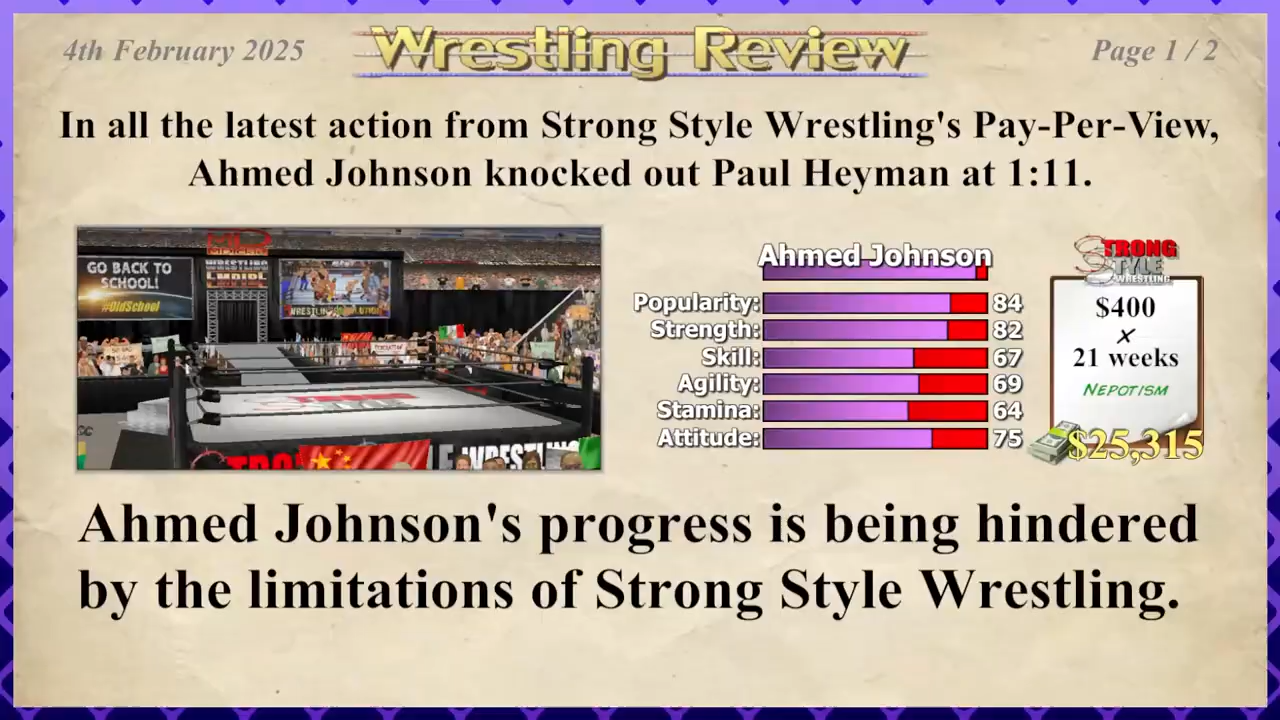 4th February 2025
Wrestling Review
Page 1 / 2
In all the latest action from Strong Style Wrestling's Pay-Per-View,
Ahmed Johnson knocked out Paul Heyman at 1:11.
GO BACK TO
SCHOOL!
#OldSchool
WRESTLING
EMPIRE
Ahmed Johnson
Popularity: 84
Strength: 82
Skill: 67
Agility: 69
Stamina: 64
Attitude: 75
STRONG
STYLE
WRESTLING
$400
x
21 weeks
NEPOTISM
$25,315
Ahmed Johnson's progress is being hindered
by the limitations of Strong Style Wrestling.